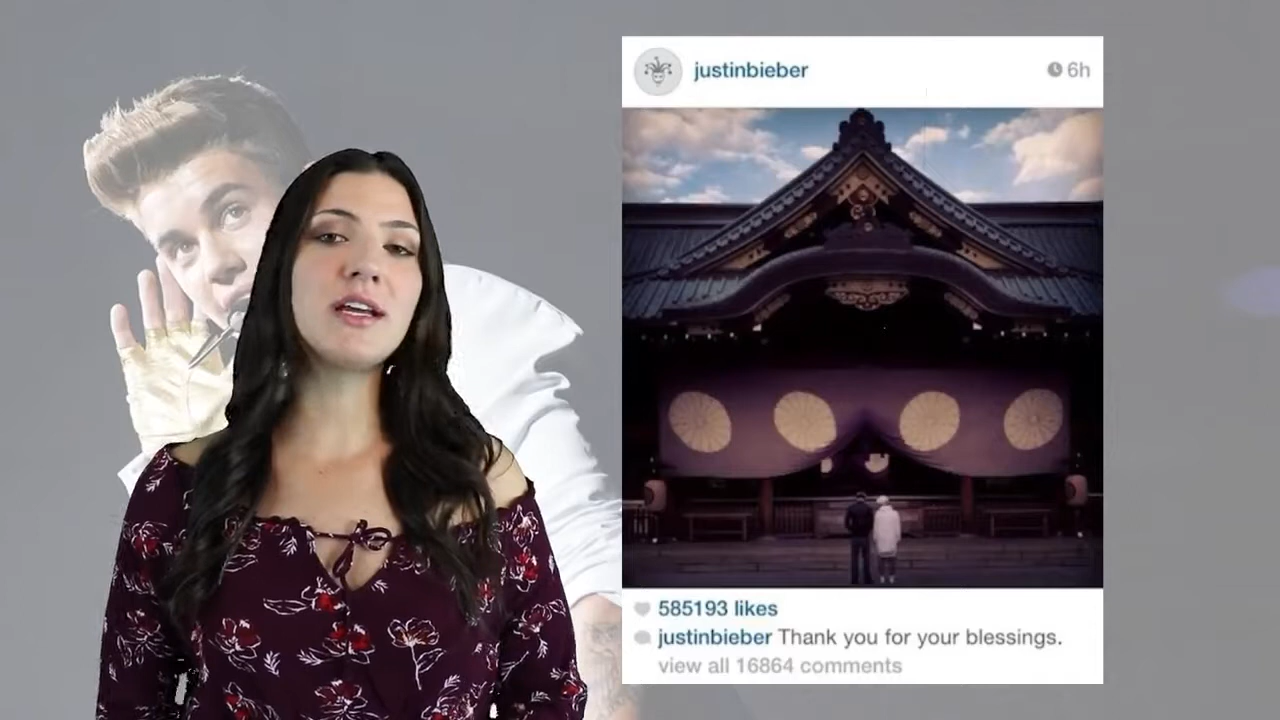 justinbieber
6h
585193 likes
justinbieber Thank you for your blessings.
view all 16864 comments